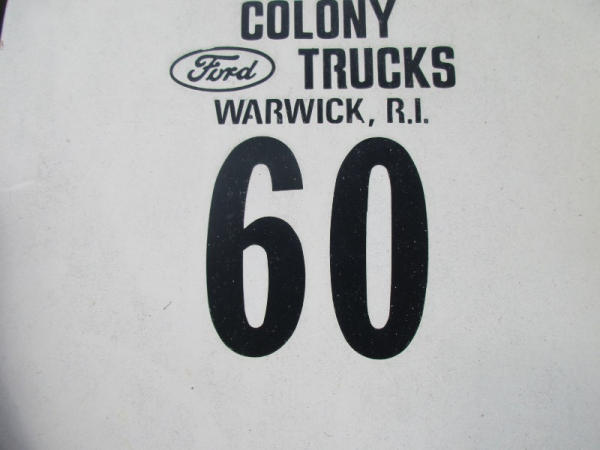 COLONY
Ford TRUCKS
WARWICK, R.I.
60